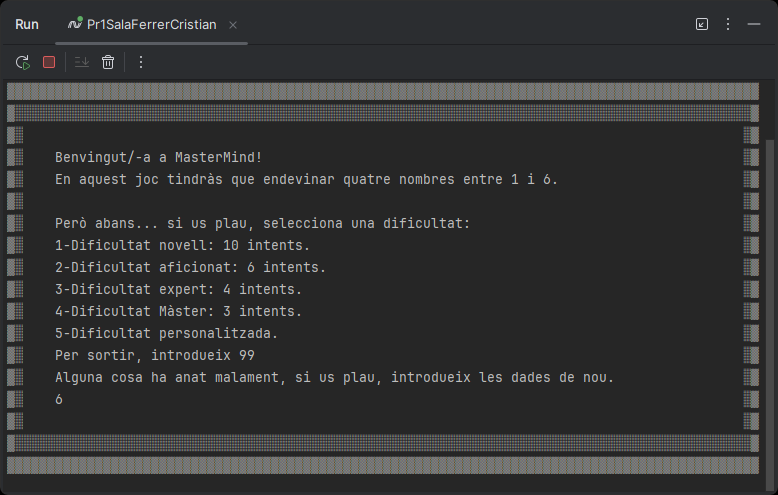 Run
Pr1SalaFerrerCristian
Benvingut/-a a MasterMind!
En aquest joc tindràs que endevinar quatre nombres entre 1 i 6.
Però abans... si us plau, selecciona una dificultat:
1-Dificultat novell: 10 intents.
2-Dificultat aficionat: 6 intents.
3-Dificultat expert: 4 intents.
4-Dificultat Màster: 3 intents.
5-Dificultat personalitzada.
Per sortir, introdueix 99
Alguna cosa ha anat malament, si us plau, introdueix les dades de nou.
6